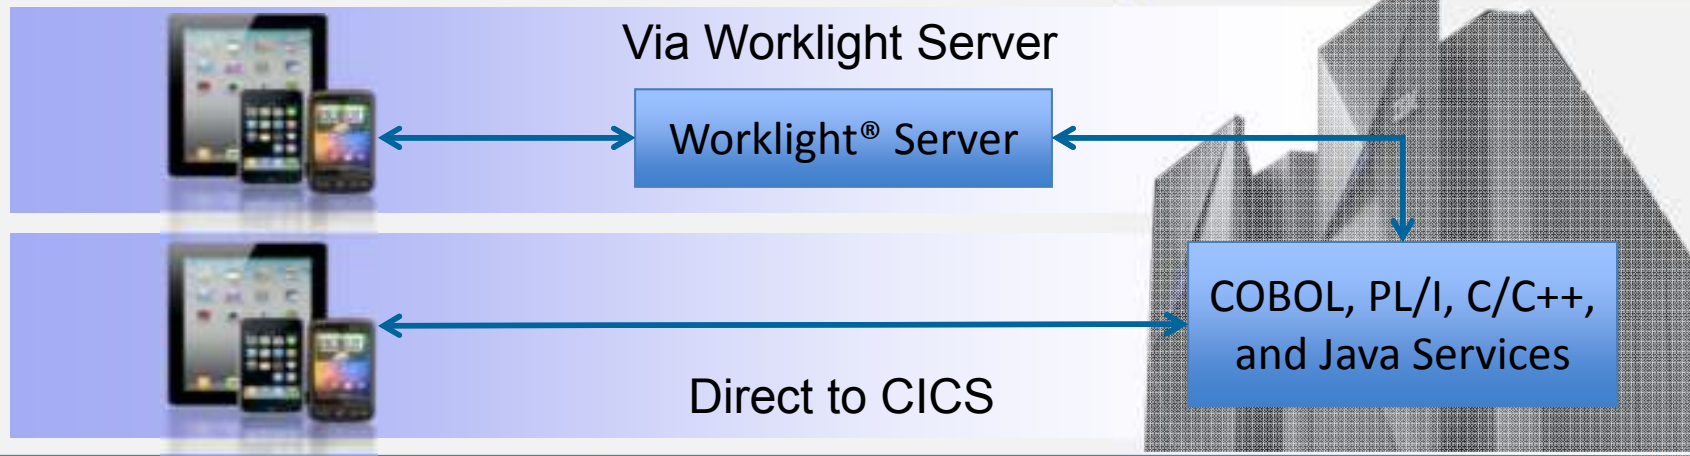 Via Worklight Server
Worklight® Server
COBOL, PL/I, C/C++,
and Java Services
Direct to CICS